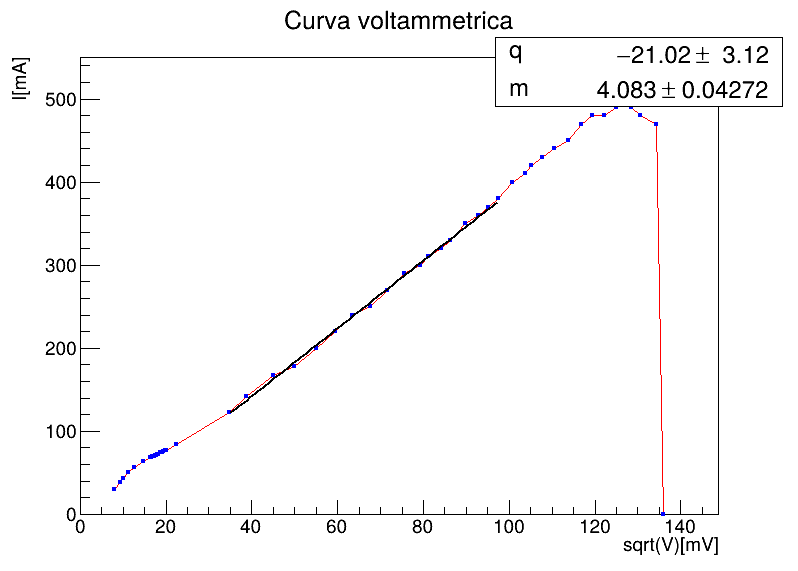 Curva voltammetrica
q −21.02 ± 3.12
m 4.083 ± 0.04272
I[mA]
500
400
300
200
100
0
0 20 40 60 80 100 120 140
sqrt(V)[mV]